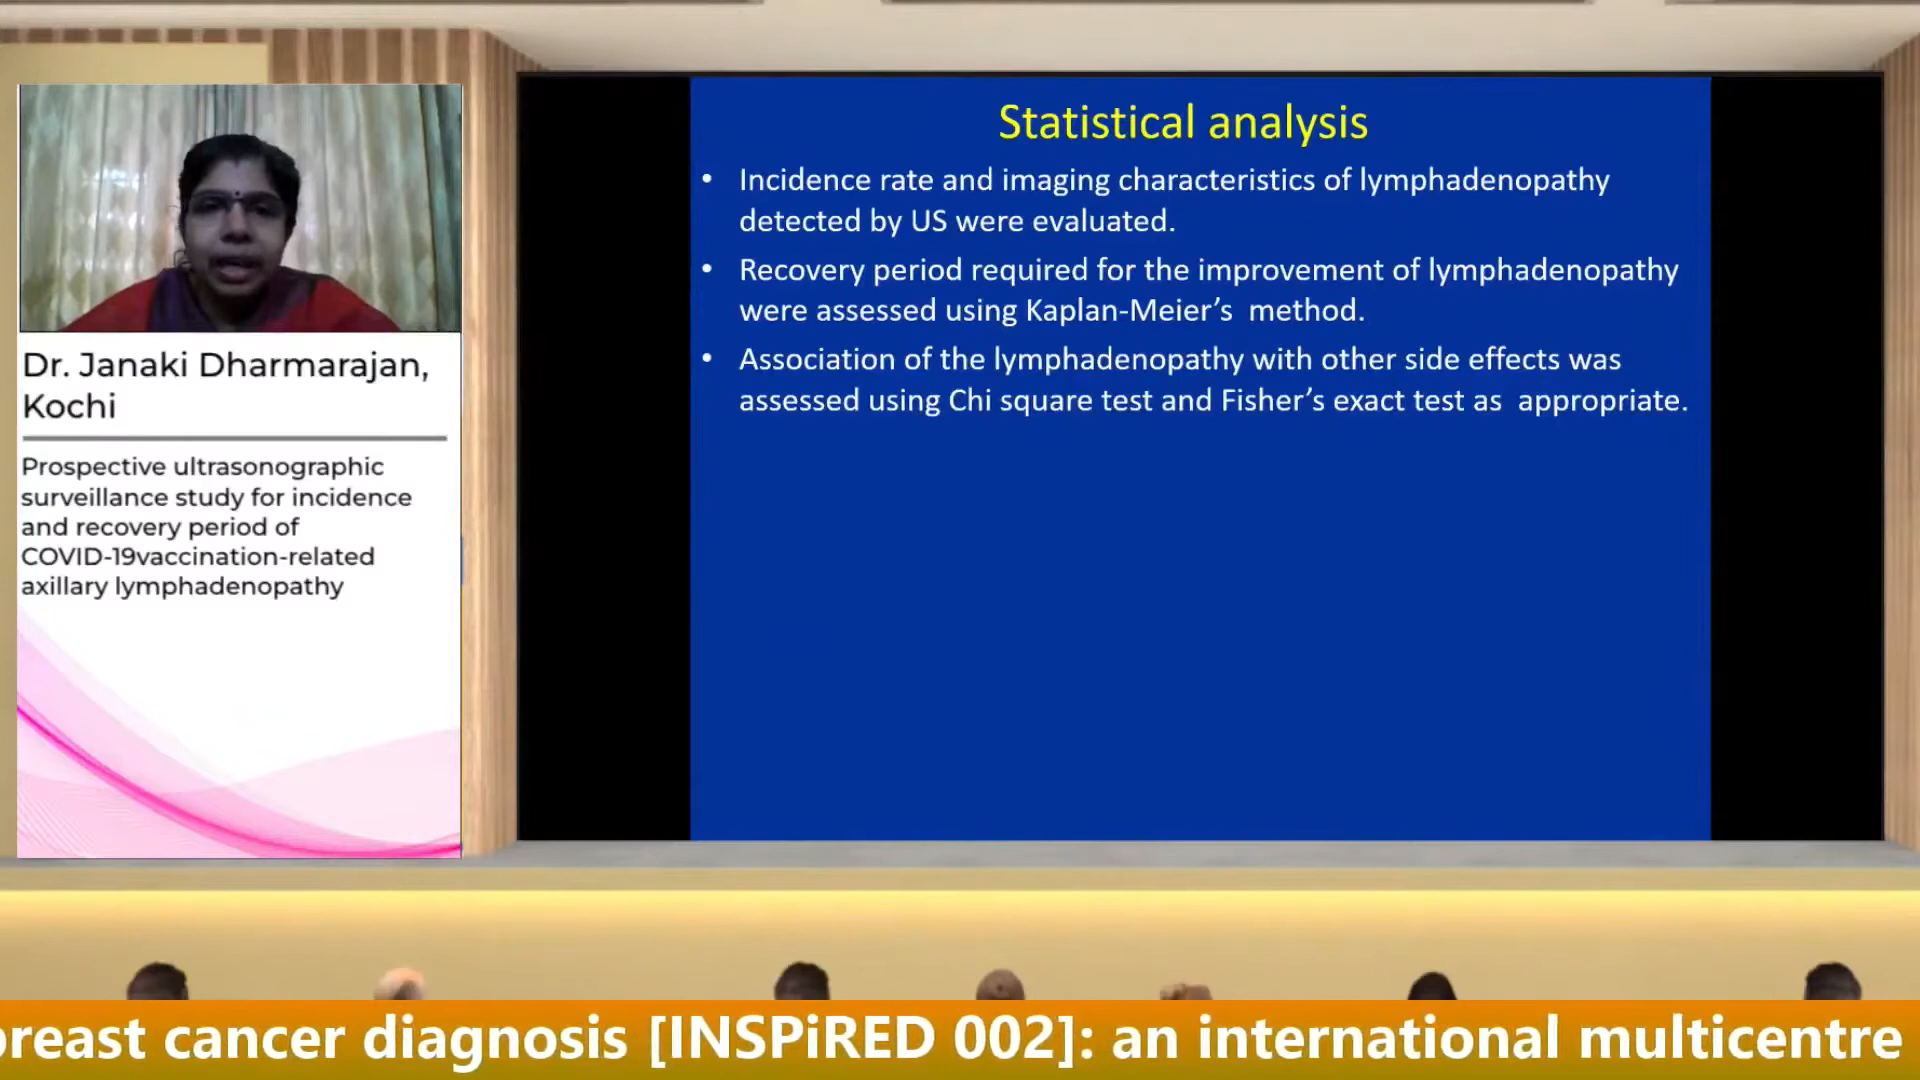 Dr. Janaki Dharmarajan,
Kochi
Prospective ultrasonographic
surveillance study for incidence
and recovery period of
COVID-19vaccination-related
axillary lymphadenopathy
Statistical analysis
• Incidence rate and imaging characteristics of lymphadenopathy
detected by US were evaluated.
• Recovery period required for the improvement of lymphadenopathy
were assessed using Kaplan-Meier’s  method.
• Association of the lymphadenopathy with other side effects was
assessed using Chi square test and Fisher’s exact test as  appropriate.
breast cancer diagnosis [INSPiRED 002]: an international multicentre